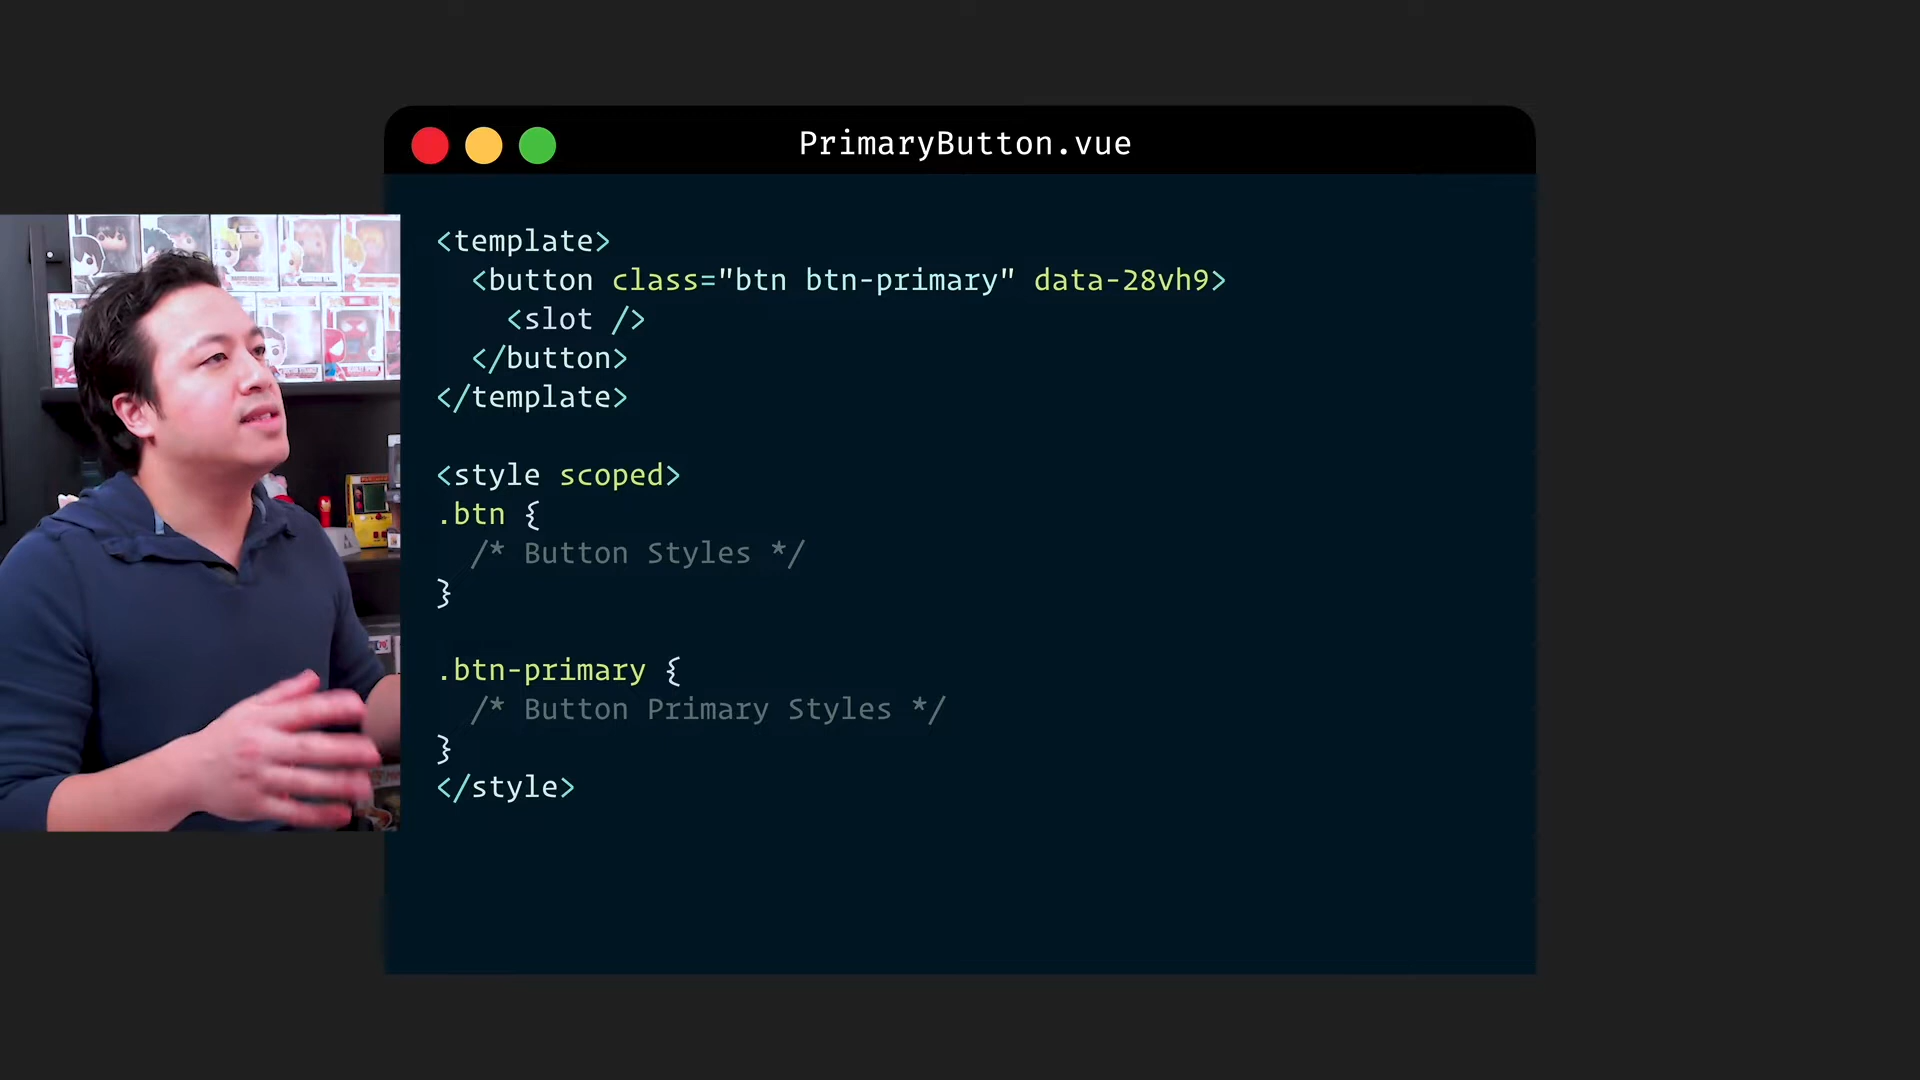 PrimaryButton.vue
<template>
  <button class="btn btn-primary" data-28vh9>
    <slot />
  </button>
</template>

<style scoped>
.btn {
  /* Button Styles */
}

.btn-primary {
  /* Button Primary Styles */
}
</style>